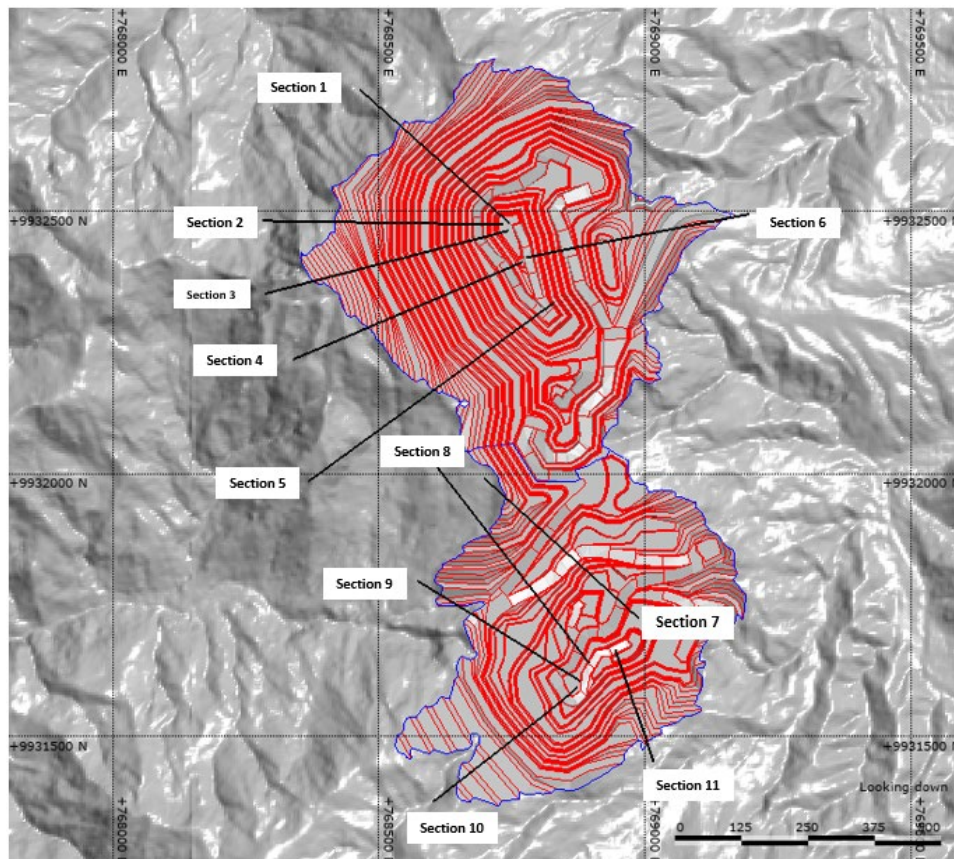 +768000 E
+768500 E
+769000 E
+769500 E
Section 1
+9932500 N
+9932500 N
Section 2
Section 6
Section 3
Section 4
Section 8
Section 5
+9932000 N
+9932000 N
Section 9
Section 7
+9931500 N
+9931500 N
Section 11
Looking down
Section 10
+768000 E
+768500 E
+769000 E
0 125 250 375 500